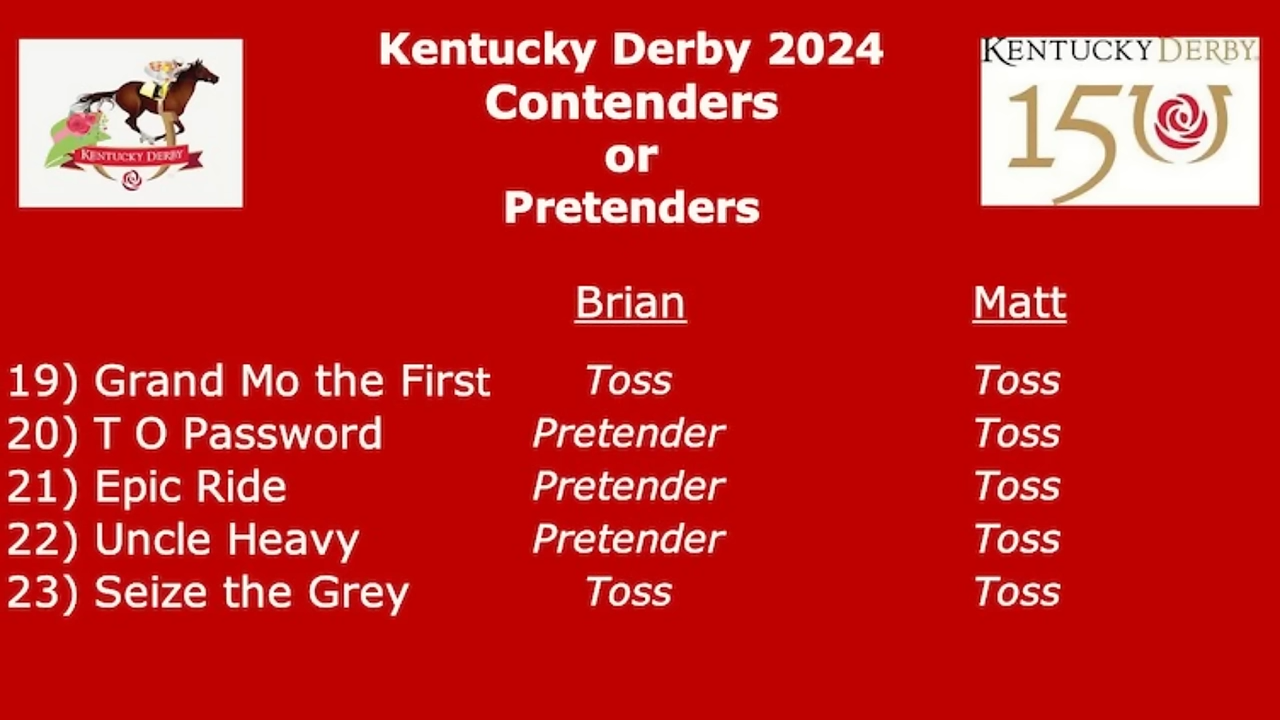 Kentucky Derby 2024
Contenders
or
Pretenders
KENTUCKY DERBY
KENTUCKY DERBY
150
Brian Matt
19) Grand Mo the First Toss Toss
20) T O Password Pretender Toss
21) Epic Ride Pretender Toss
22) Uncle Heavy Pretender Toss
23) Seize the Grey Toss Toss